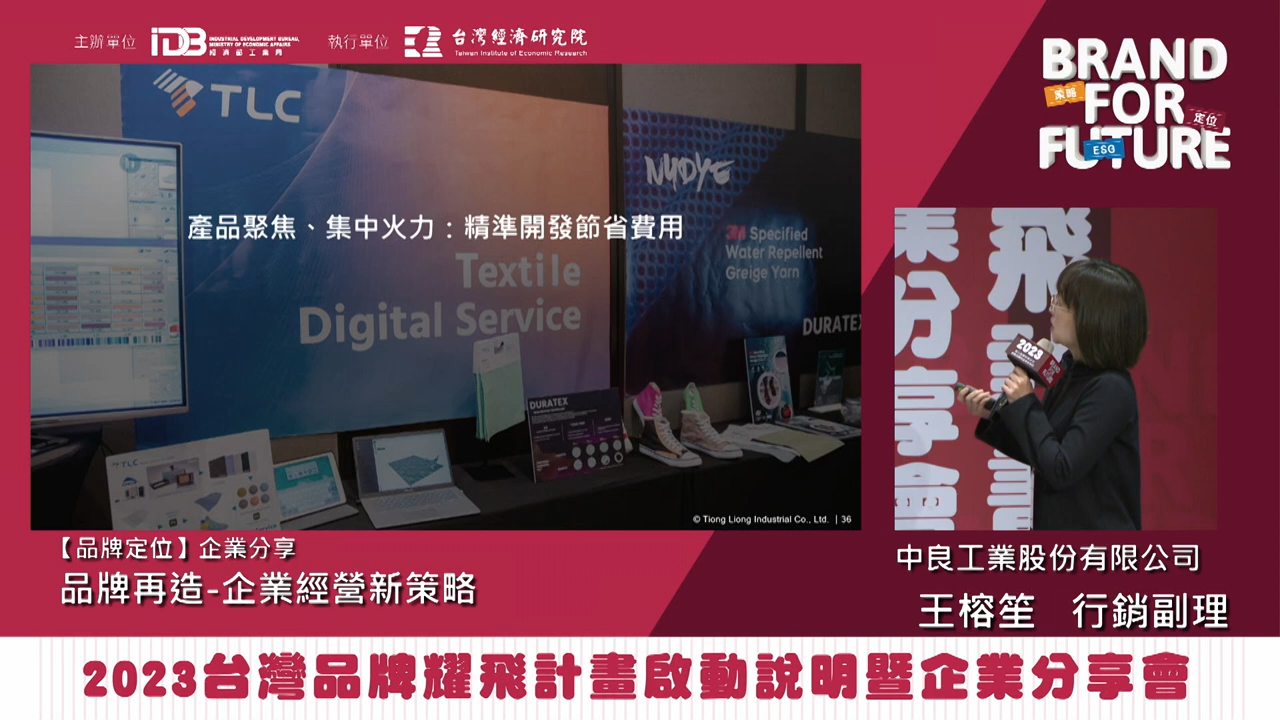 主辦單位
iDB
INDUSTRIAL DEVELOPMENT BUREAU,
MINISTRY OF ECONOMIC AFFAIRS
經濟部工業局
執行單位
台灣經濟研究院
Taiwan Institute of Economic Research
BRAND
FOR
FUTURE
策略
定位
ESG
TLC
NYDYE
產品聚焦、集中火力：精準開發節省費用
3M Specified
Water Repellent
Greige Yarn
Textile
Digital Service
DURATEX
DURATEX
TLC
© Tiong Liong Industrial Co., Ltd. | 36
飛
分享會
2023
【品牌定位】企業分享
品牌再造-企業經營新策略
中良工業股份有限公司
王榕笙 行銷副理
2023台灣品牌耀飛計畫啟動說明暨企業分享會